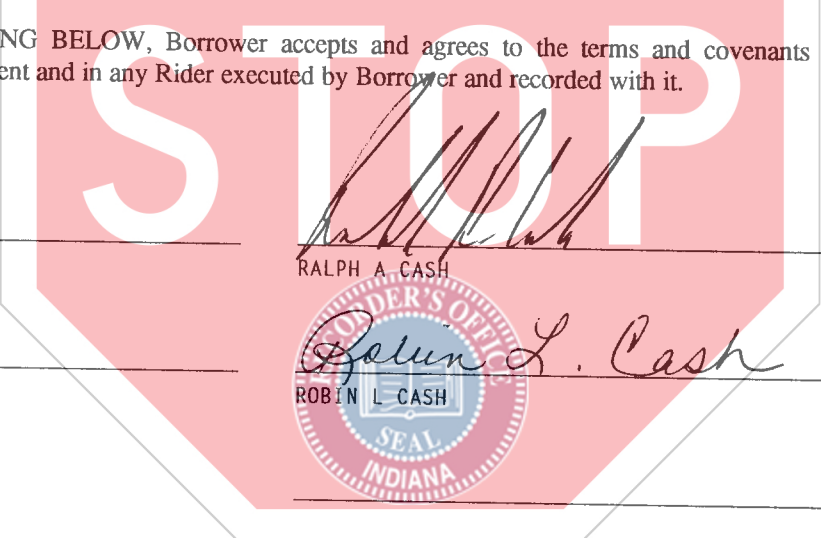 STOP
NG BELOW, Borrower accepts and agrees to the terms and covenants
ent and in any Rider executed by Borrower and recorded with it.
RALPH A CASH
RECORDER'S OFFICE
Robin L. Cash
ROBIN L CASH
SEAL
INDIANA